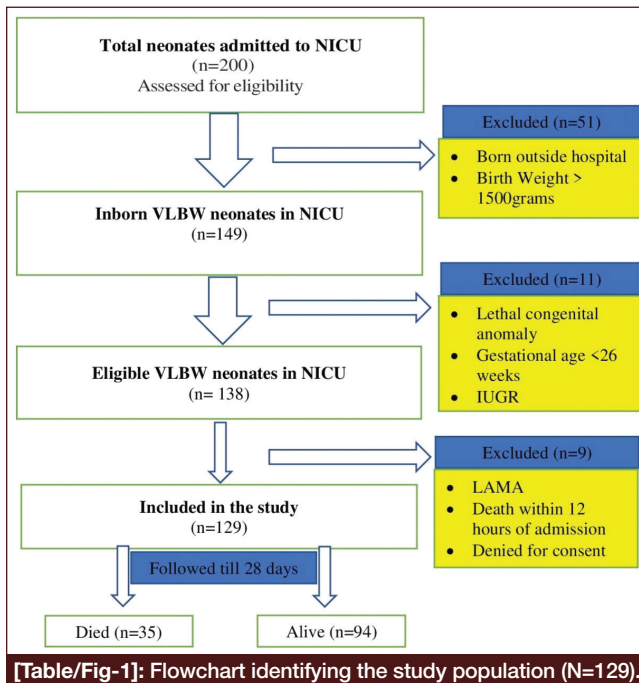 Total neonates admitted to NICU
(n=200)
Assessed for eligibility
Excluded (n=51)
• Born outside hospital
• Birth Weight >
1500grams
Inborn VLBW neonates in NICU
(n=149)
Excluded (n=11)
• Lethal congenital
anomaly
• Gestational age <26
weeks
• IUGR
Eligible VLBW neonates in NICU
(n= 138)
Excluded (n=9)
• LAMA
• Death within 12
hours of admission
• Denied for consent
Included in the study
(n=129)
Followed till 28 days
Died (n=35)
Alive (n=94)
[Table/Fig-1]: Flowchart identifying the study population (N=129).